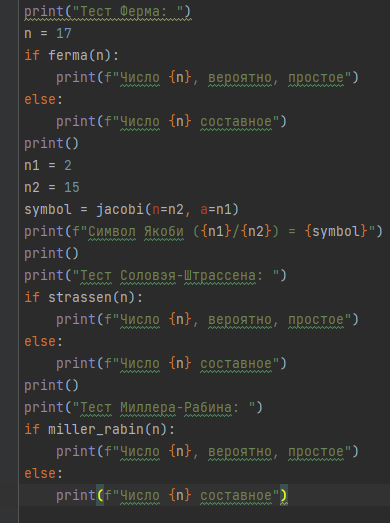 print("Тест Ферма: ")
n = 17
if ferma(n):
    print(f"Число {n}, вероятно, простое")
else:
    print(f"Число {n} составное")
print()
n1 = 2
n2 = 15
symbol = jacobi(n=n2, a=n1)
print(f"Символ Якоби ({n1}/{n2}) = {symbol}")
print()
print("Тест Соловэя-Штрассена: ")
if strassen(n):
    print(f"Число {n}, вероятно, простое")
else:
    print(f"Число {n} составное")
print()
print("Тест Миллера-Рабина: ")
if miller_rabin(n):
    print(f"Число {n}, вероятно, простое")
else:
    print(f"Число {n} составное")